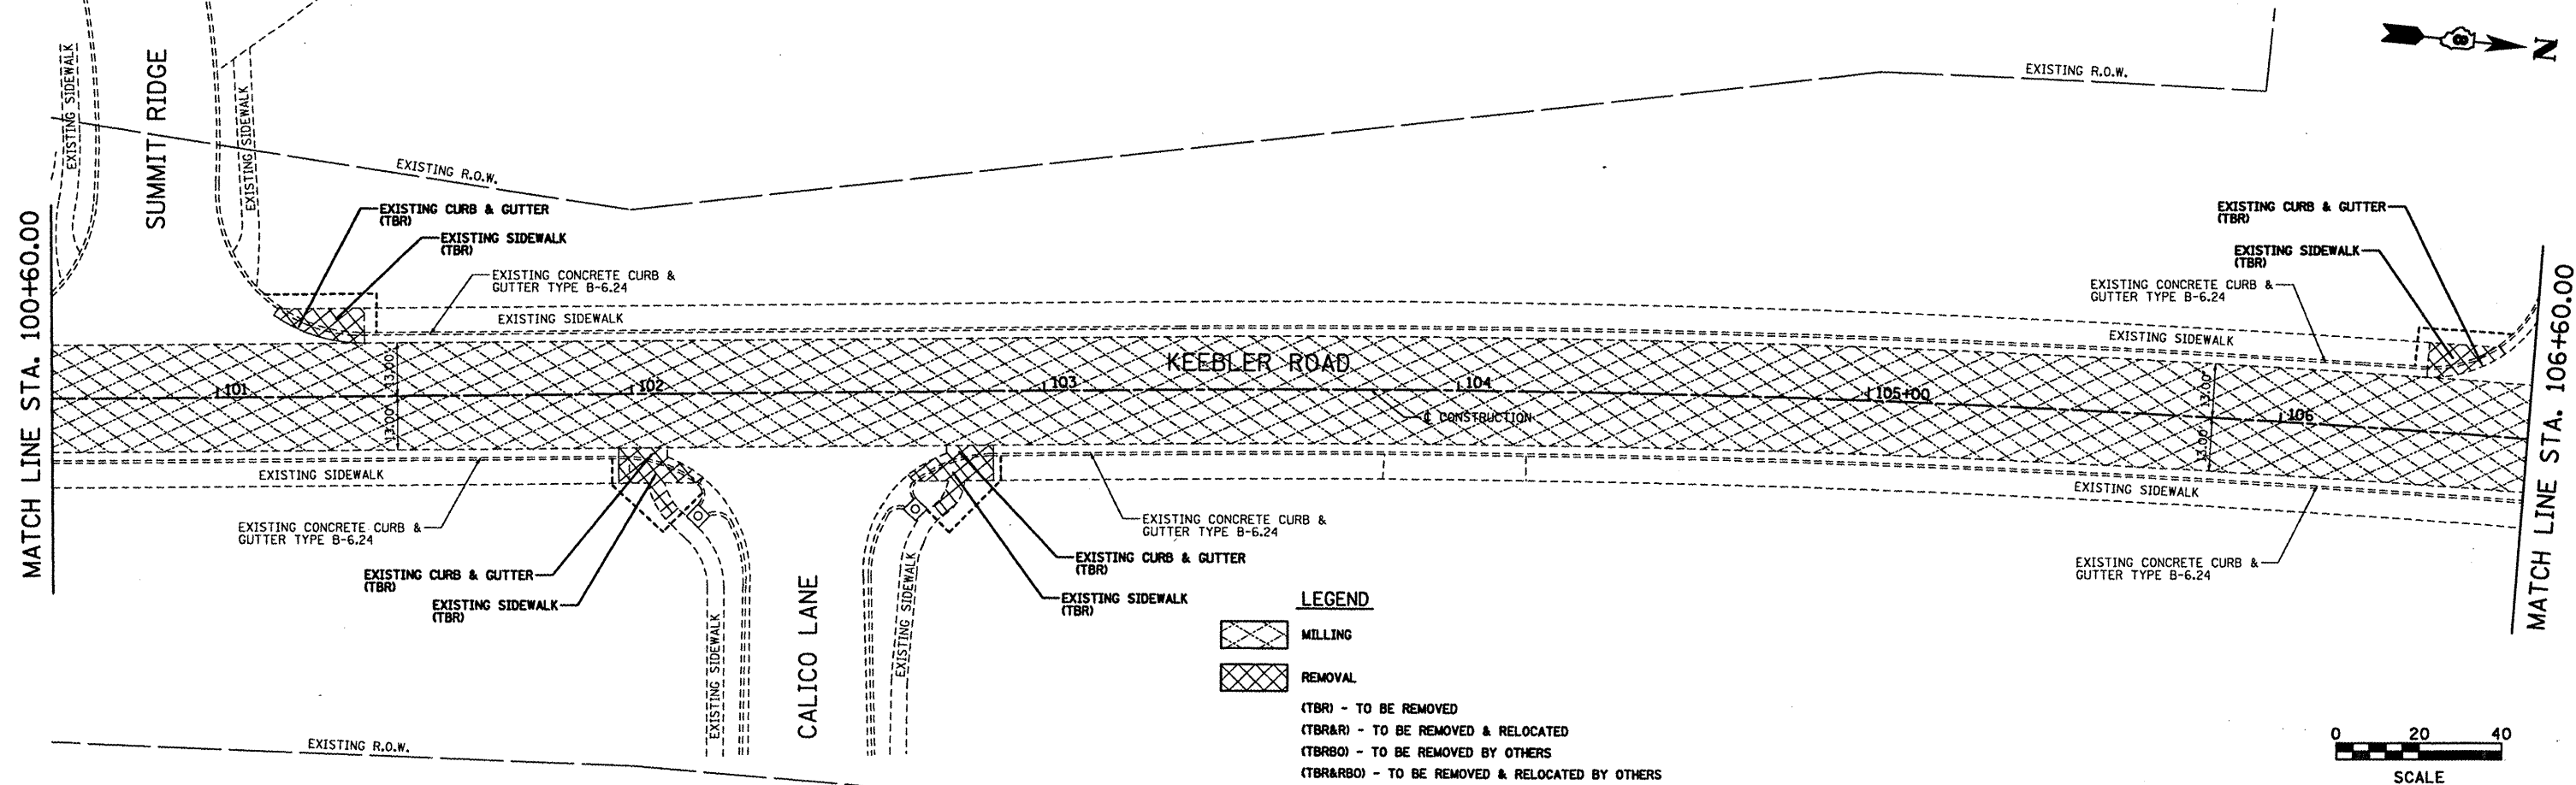 EXISTING SIDEWALK
SUMMIT RIDGE
EXISTING SIDEWALK
EXISTING R.O.W.
N
EXISTING R.O.W.
EXISTING CURB & GUTTER
(TBR)
EXISTING SIDEWALK
(TBR)
EXISTING CONCRETE CURB &
GUTTER TYPE B-6.24
EXISTING SIDEWALK
EXISTING CURB & GUTTER
(TBR)
EXISTING SIDEWALK
(TBR)
EXISTING CONCRETE CURB &
GUTTER TYPE B-6.24
EXISTING SIDEWALK
MATCH LINE STA. 100+60.00
MATCH LINE STA. 106+60.00
KEEBLER ROAD
13.00'
13.00'
101
102
103
104
105+00
106
℄ CONSTRUCTION
13.00'
13.00'
EXISTING SIDEWALK
EXISTING CONCRETE CURB &
GUTTER TYPE B-6.24
EXISTING CURB & GUTTER
(TBR)
EXISTING SIDEWALK
(TBR)
EXISTING SIDEWALK
CALICO LANE
EXISTING SIDEWALK
EXISTING CONCRETE CURB &
GUTTER TYPE B-6.24
EXISTING CURB & GUTTER
(TBR)
EXISTING SIDEWALK
(TBR)
EXISTING SIDEWALK
EXISTING CONCRETE CURB &
GUTTER TYPE B-6.24
EXISTING R.O.W.
LEGEND
MILLING
REMOVAL
(TBR) - TO BE REMOVED
(TBR&R) - TO BE REMOVED & RELOCATED
(TBRBO) - TO BE REMOVED BY OTHERS
(TBR&RBO) - TO BE REMOVED & RELOCATED BY OTHERS
0 20 40
SCALE